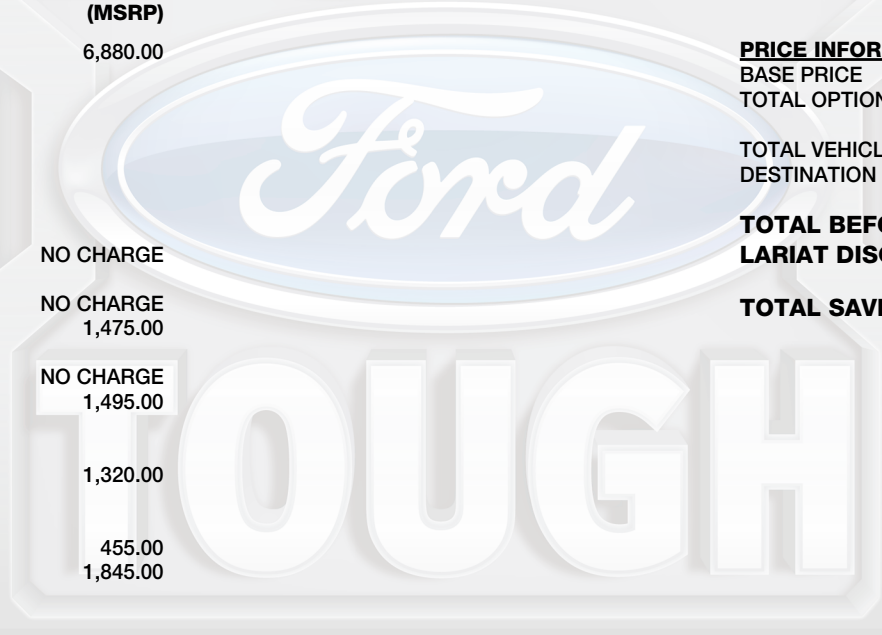 (MSRP)
6,880.00
NO CHARGE
NO CHARGE
1,475.00
NO CHARGE
1,495.00
1,320.00
455.00
1,845.00
PRICE INFOR
BASE PRICE
TOTAL OPTION
TOTAL VEHICL
DESTINATION
TOTAL BEFO
LARIAT DISC
TOTAL SAVI
Ford
TOUGH